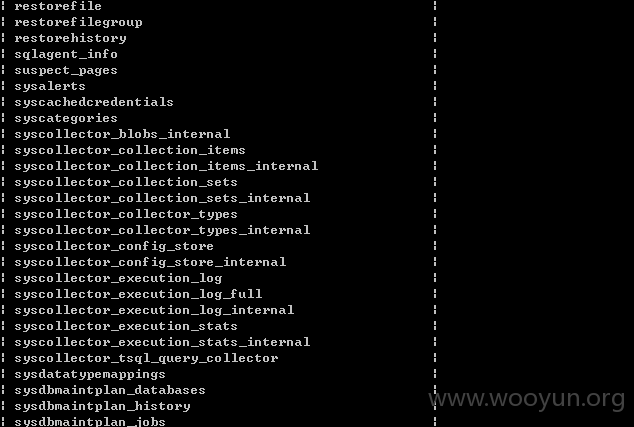 ¦ restorefile ¦
¦ restorefilegroup ¦
¦ restorehistory ¦
¦ sqlagent_info ¦
¦ suspect_pages ¦
¦ sysalerts ¦
¦ syscachedcredentials ¦
¦ syscategories ¦
¦ syscollector_blobs_internal ¦
¦ syscollector_collection_items ¦
¦ syscollector_collection_items_internal ¦
¦ syscollector_collection_sets ¦
¦ syscollector_collection_sets_internal ¦
¦ syscollector_collector_types ¦
¦ syscollector_collector_types_internal ¦
¦ syscollector_config_store ¦
¦ syscollector_config_store_internal ¦
¦ syscollector_execution_log ¦
¦ syscollector_execution_log_full ¦
¦ syscollector_execution_log_internal ¦
¦ syscollector_execution_stats ¦
¦ syscollector_execution_stats_internal ¦
¦ syscollector_tsql_query_collector ¦
¦ sysdatatypemappings ¦
¦ sysdbmaintplan_databases ¦
¦ sysdbmaintplan_history ¦
¦ sysdbmaintplan_jobs ¦
www.wooyun.org